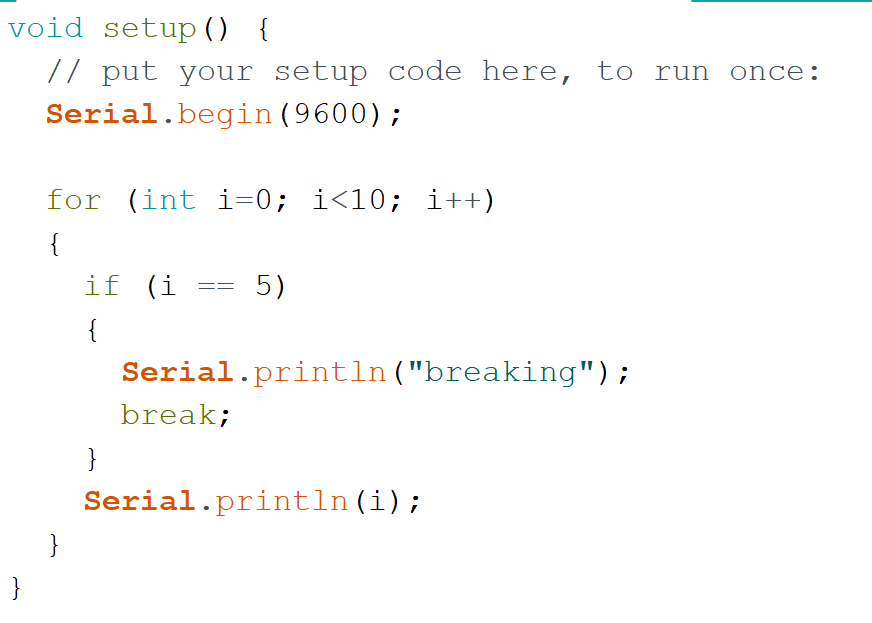 void setup() {
  // put your setup code here, to run once:
  Serial.begin(9600);

  for (int i=0; i<10; i++)
  {
    if (i == 5)
    {
      Serial.println("breaking");
      break;
    }
    Serial.println(i);
  }
}